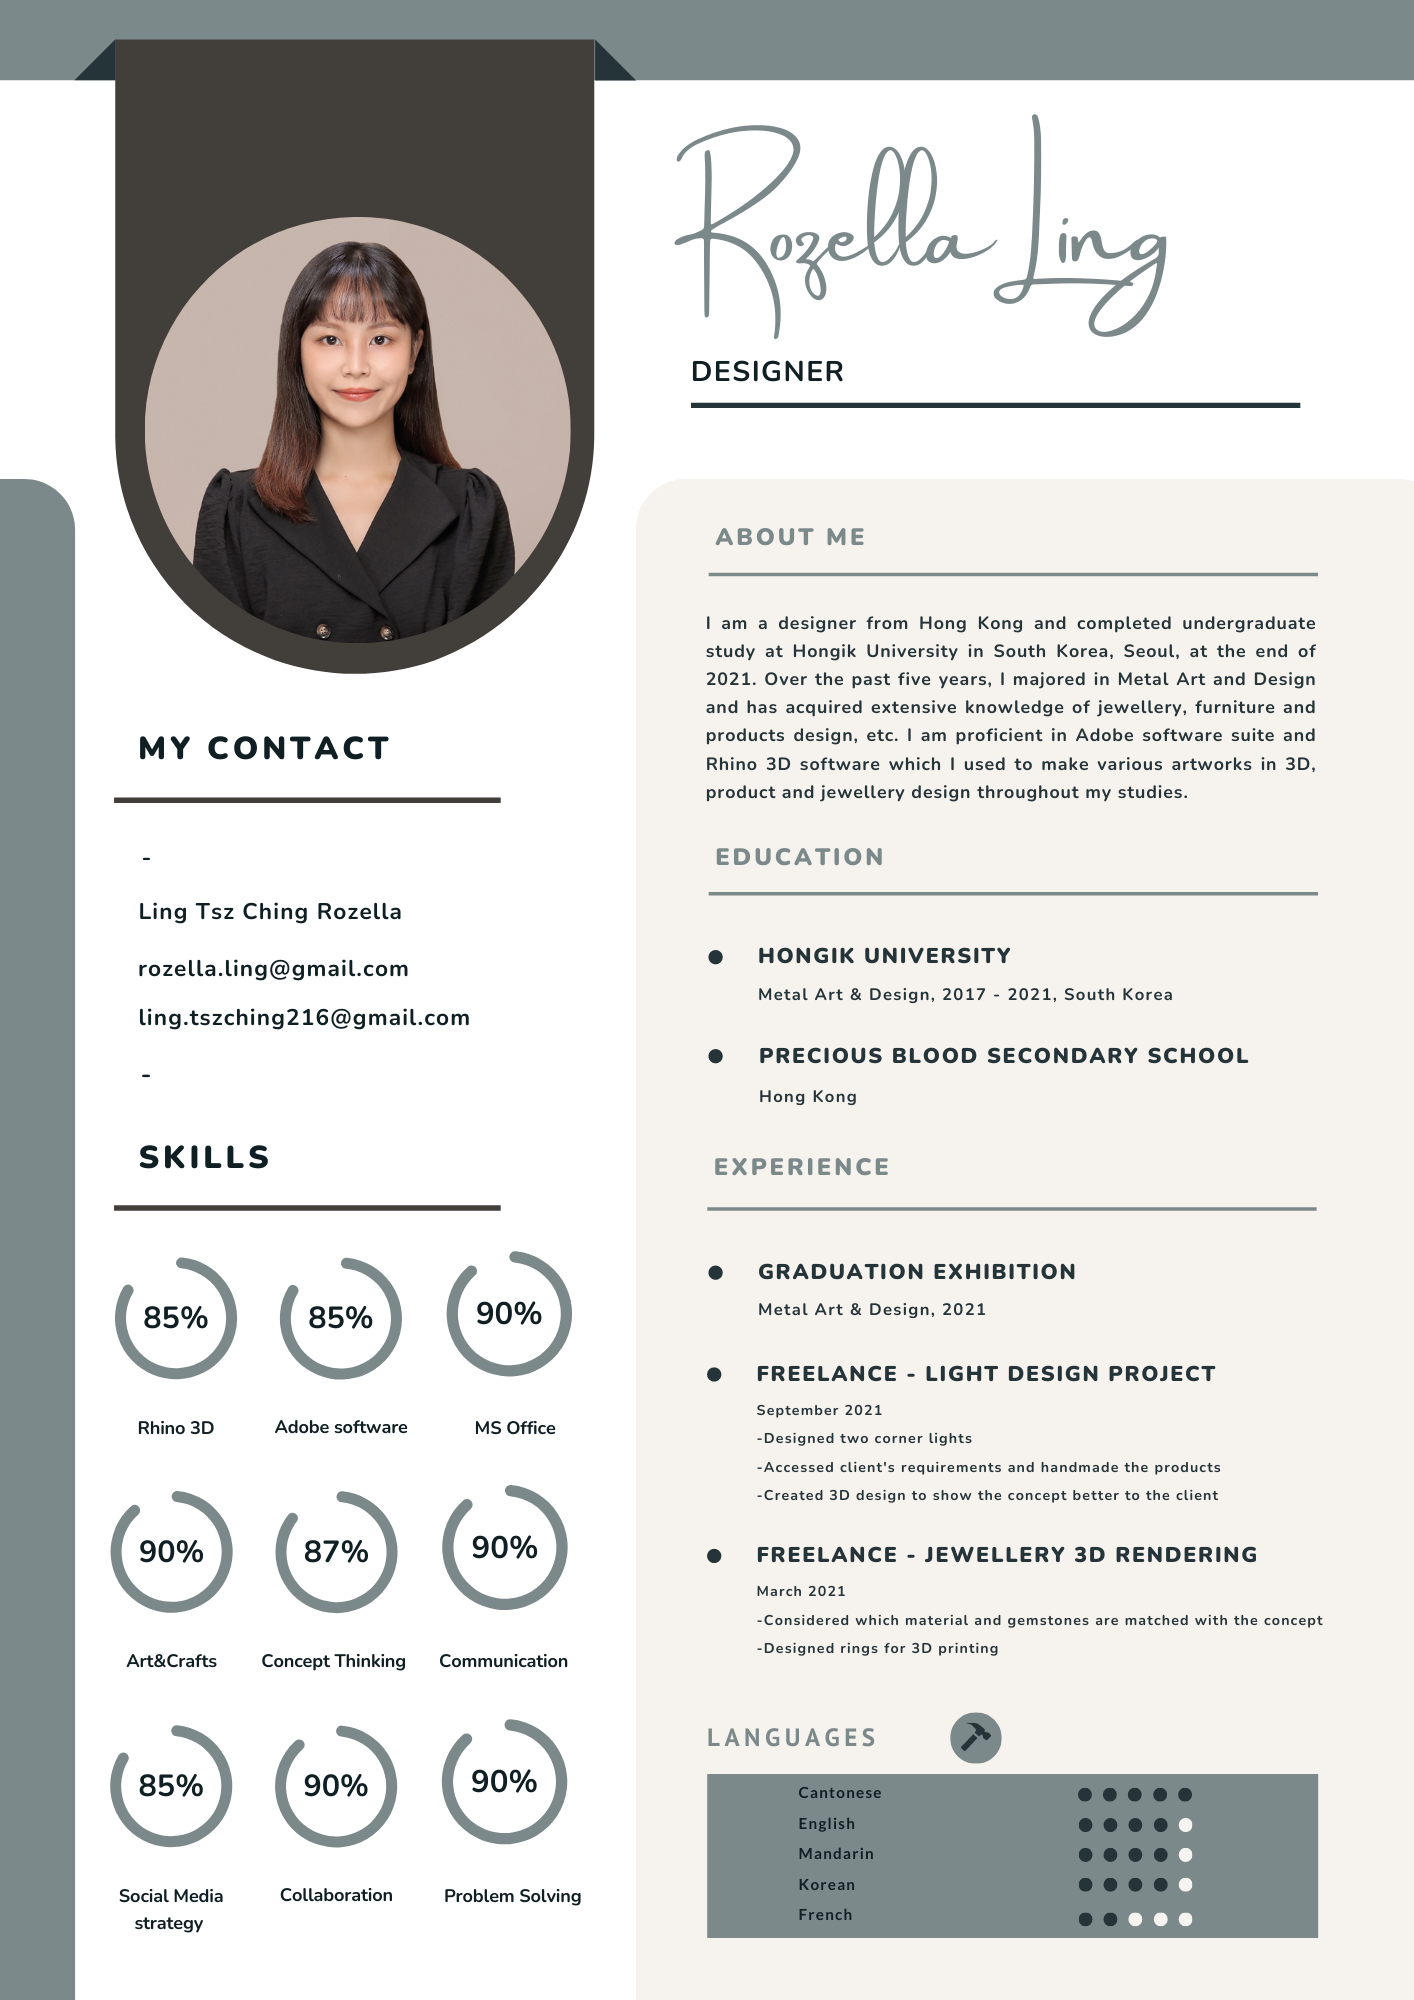 Rozella Ling
DESIGNER
MY CONTACT
-
Ling Tsz Ching Rozella
rozella.ling@gmail.com
ling.tszching216@gmail.com
-
SKILLS
85%
85%
90%
Rhino 3D
Adobe software
MS Office
90%
87%
90%
Art&Crafts
Concept Thinking
Communication
85%
90%
90%
Social Media
strategy
Collaboration
Problem Solving
ABOUT ME
I am a designer from Hong Kong and completed undergraduate
study at Hongik University in South Korea, Seoul, at the end of
2021. Over the past five years, I majored in Metal Art and Design
and has acquired extensive knowledge of jewellery, furniture and
products design, etc. I am proficient in Adobe software suite and
Rhino 3D software which I used to make various artworks in 3D,
product and jewellery design throughout my studies.
EDUCATION
HONGIK UNIVERSITY
Metal Art & Design, 2017 - 2021, South Korea
PRECIOUS BLOOD SECONDARY SCHOOL
Hong Kong
EXPERIENCE
GRADUATION EXHIBITION
Metal Art & Design, 2021
FREELANCE - LIGHT DESIGN PROJECT
September 2021
-Designed two corner lights
-Accessed client's requirements and handmade the products
-Created 3D design to show the concept better to the client
FREELANCE - JEWELLERY 3D RENDERING
March 2021
-Considered which material and gemstones are matched with the concept
-Designed rings for 3D printing
LANGUAGES
Cantonese
English
Mandarin
Korean
French